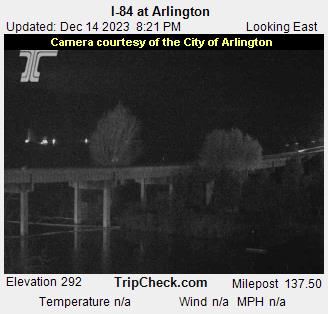 I-84 at Arlington
Updated: Dec 14 2023 8:21 PM Looking East
Camera courtesy of the City of Arlington
Elevation 292 TripCheck.com Milepost 137.50
Temperature n/a Wind n/a MPH n/a